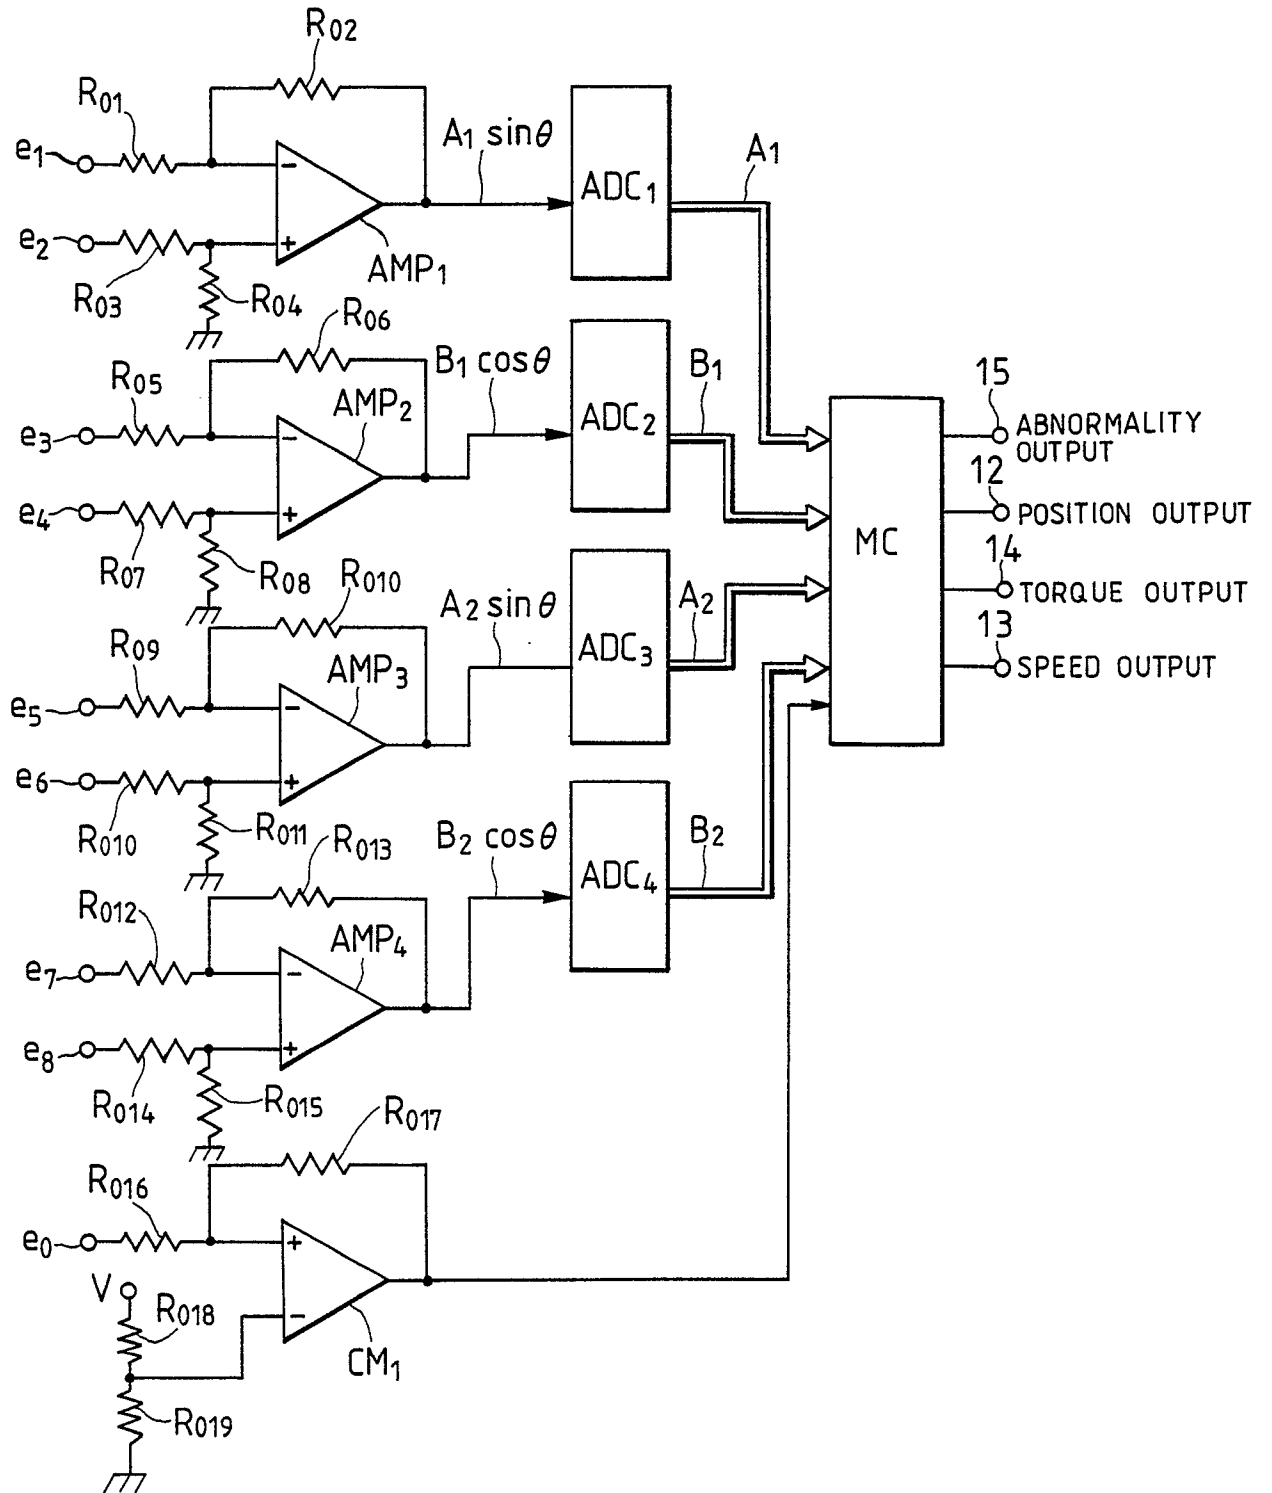 R02
R01
e1
A1 sinθ
ADC1
A1
e2
AMP1
R03
R04
R06
R05
e3
AMP2
B1 cosθ
ADC2
B1
15
ABNORMALITY
OUTPUT
12
POSITION OUTPUT
e4
R07
R08
MC
14
TORQUE OUTPUT
R010
R09
e5
AMP3
A2 sinθ
ADC3
A2
13
SPEED OUTPUT
e6
R010
R011
R013
B2 cosθ
ADC4
B2
R012
e7
AMP4
e8
R014
R015
R017
R016
e0
V
R018
CM1
R019